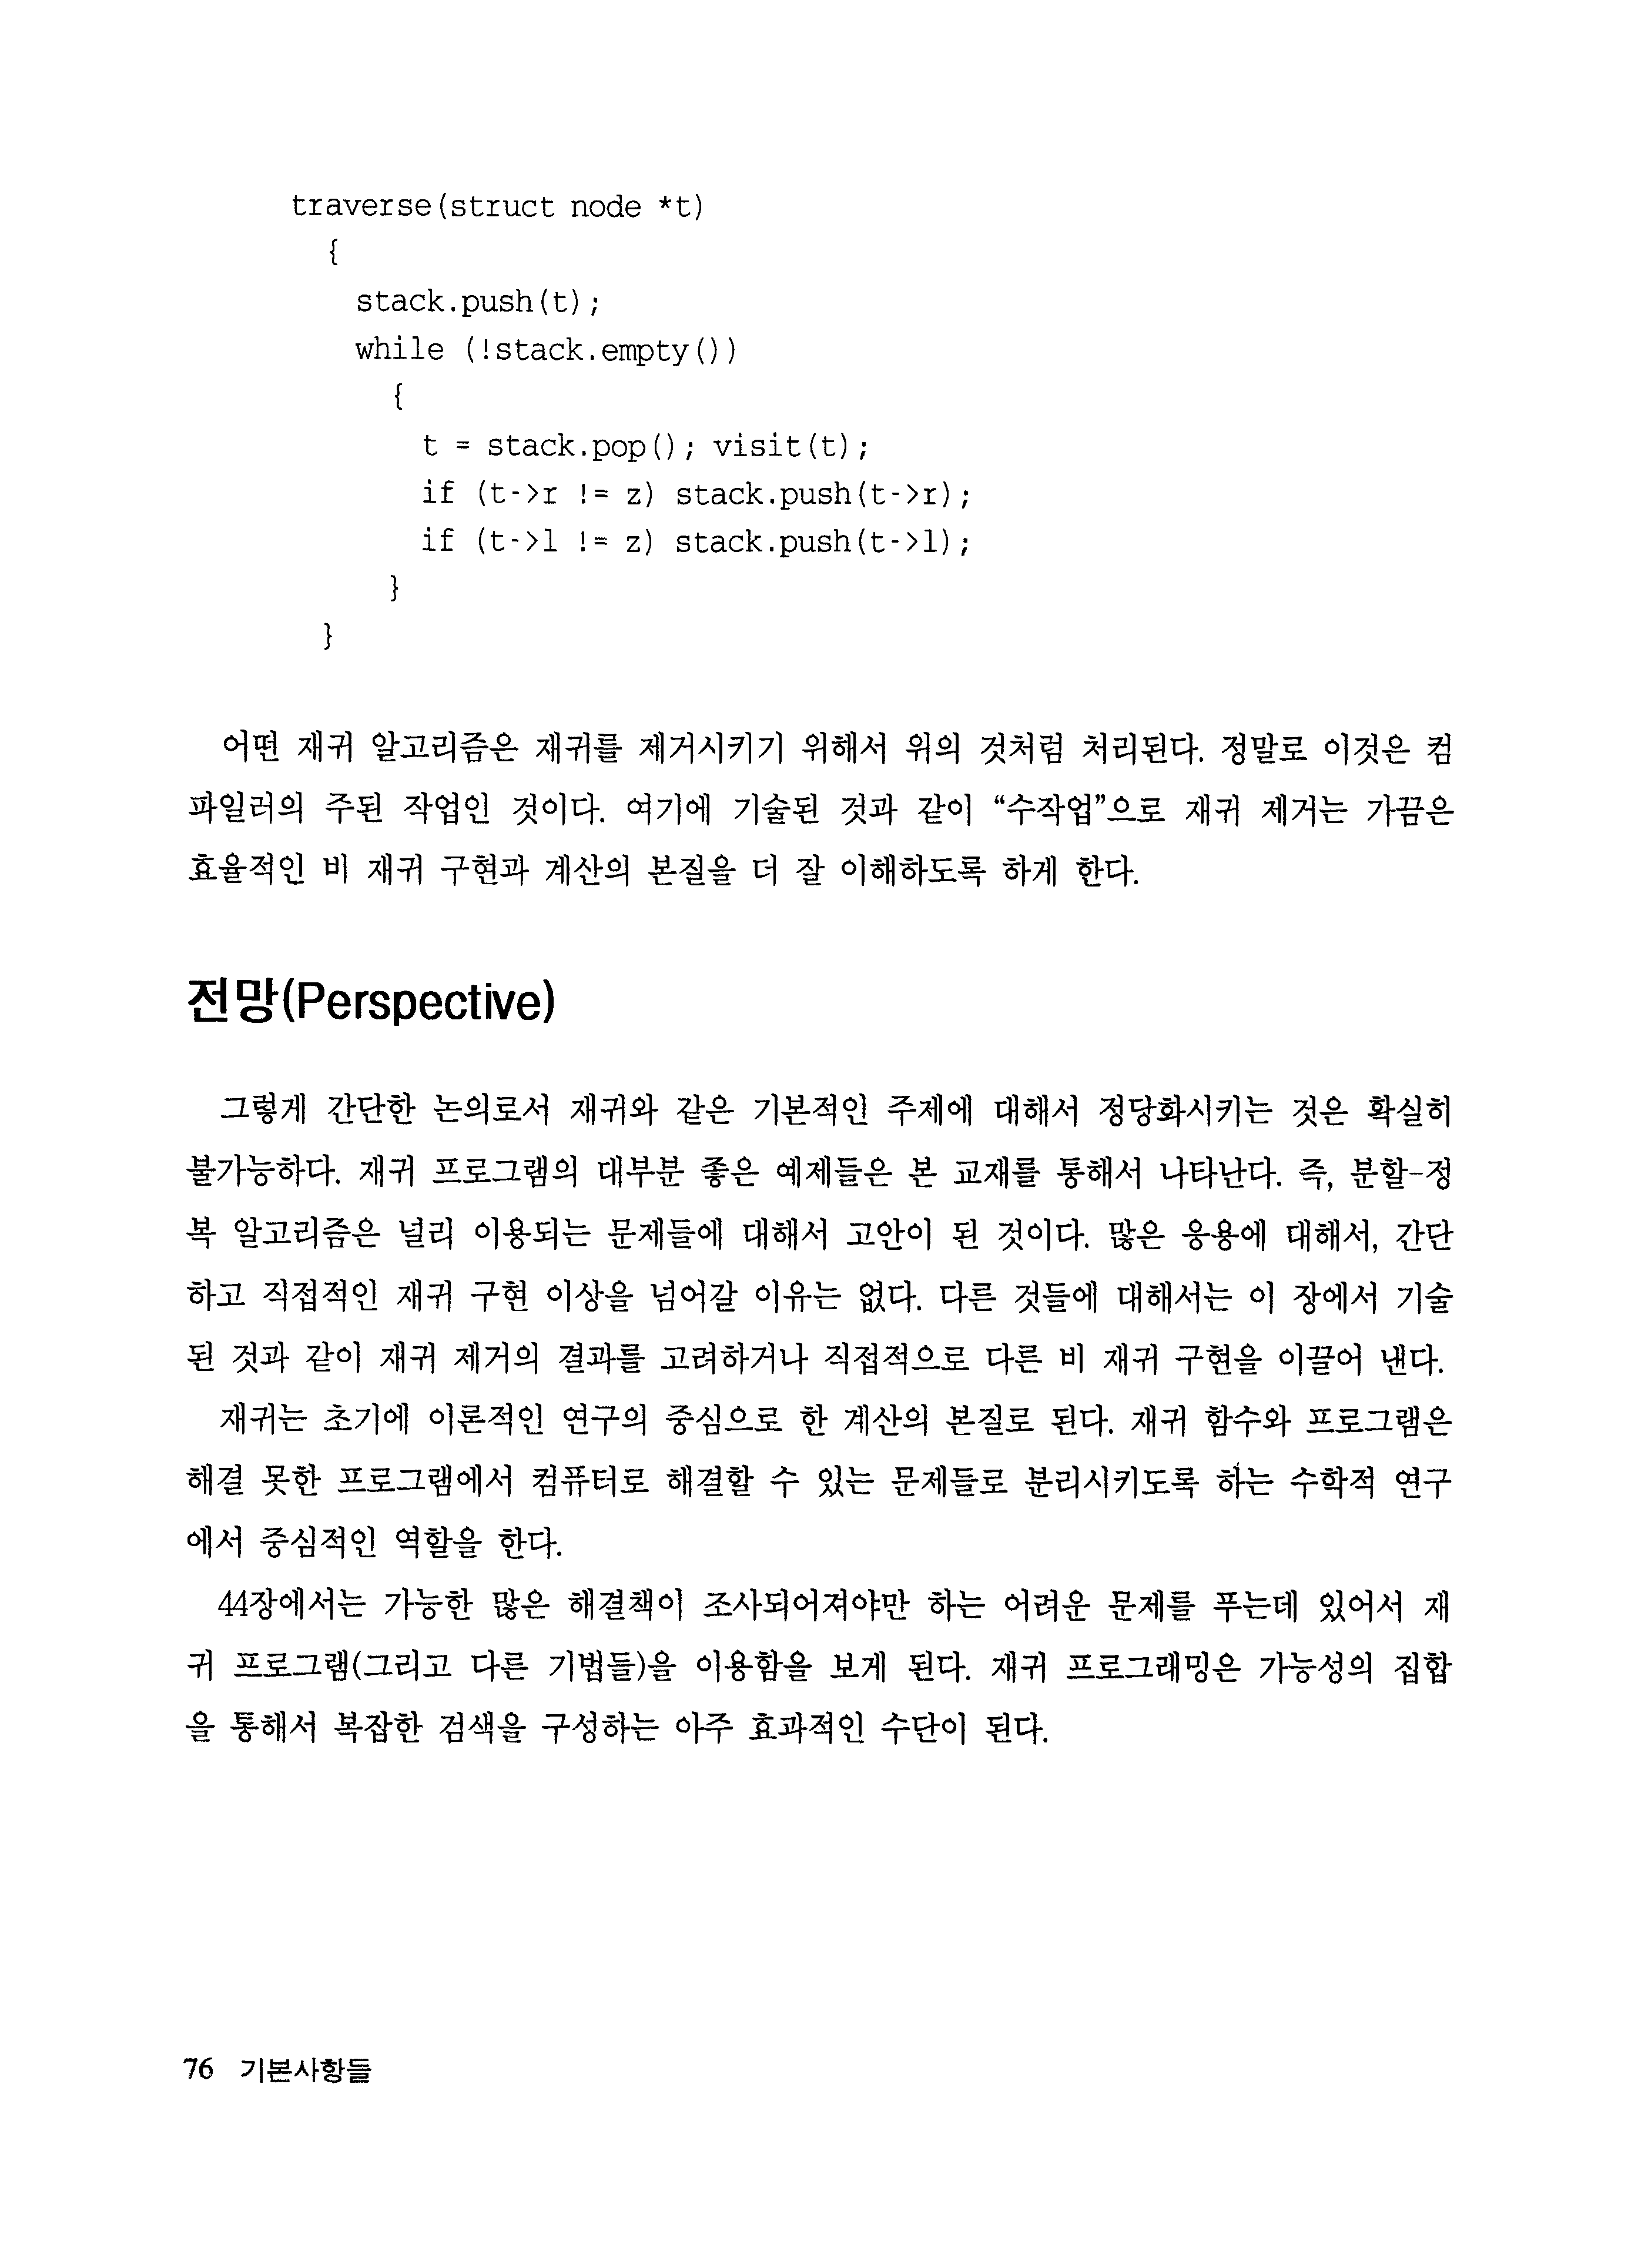 traverse(struct node *t)
{
stack.push(t);
while (!stack.empty())
{
t = stack.pop(); visit(t);
if (t->r != z) stack.push(t->r);
if (t->l != z) stack.push(t->l);
}
}
어떤 재귀 알고리즘은 재귀를 제거시키기 위해서 위의 것처럼 처리된다. 정말로 이것은 컴
파일러의 주된 작업인 것이다. 여기에 기술된 것과 같이 “수작업”으로 재귀 제거는 가끔은
효율적인 비 재귀 구현과 계산의 본질을 더 잘 이해하도록 하게 한다.
전망(Perspective)
그렇게 간단한 논의로서 재귀와 같은 기본적인 주제에 대해서 정당화시키는 것은 확실히
불가능하다. 재귀 프로그램의 대부분 좋은 예제들은 본 교재를 통해서 나타난다. 즉, 분할-정
복 알고리즘은 널리 이용되는 문제들에 대해서 고안이 된 것이다. 많은 응용에 대해서, 간단
하고 직접적인 재귀 구현 이상을 넘어갈 이유는 없다. 다른 것들에 대해서는 이 장에서 기술
된 것과 같이 재귀 제거의 결과를 고려하거나 직접적으로 다른 비 재귀 구현을 이끌어 낸다.
재귀는 초기에 이론적인 연구의 중심으로 한 계산의 본질로 된다. 재귀 함수와 프로그램은
해결 못한 프로그램에서 컴퓨터로 해결할 수 있는 문제들로 분리시키도록 하는 수학적 연구
에서 중심적인 역할을 한다.
44장에서는 가능한 많은 해결책이 조사되어져야만 하는 어려운 문제를 푸는데 있어서 재
귀 프로그램(그리고 다른 기법들)을 이용함을 보게 된다. 재귀 프로그래밍은 가능성의 집합
을 통해서 복잡한 검색을 구성하는 아주 효과적인 수단이 된다.
76 기본사항들